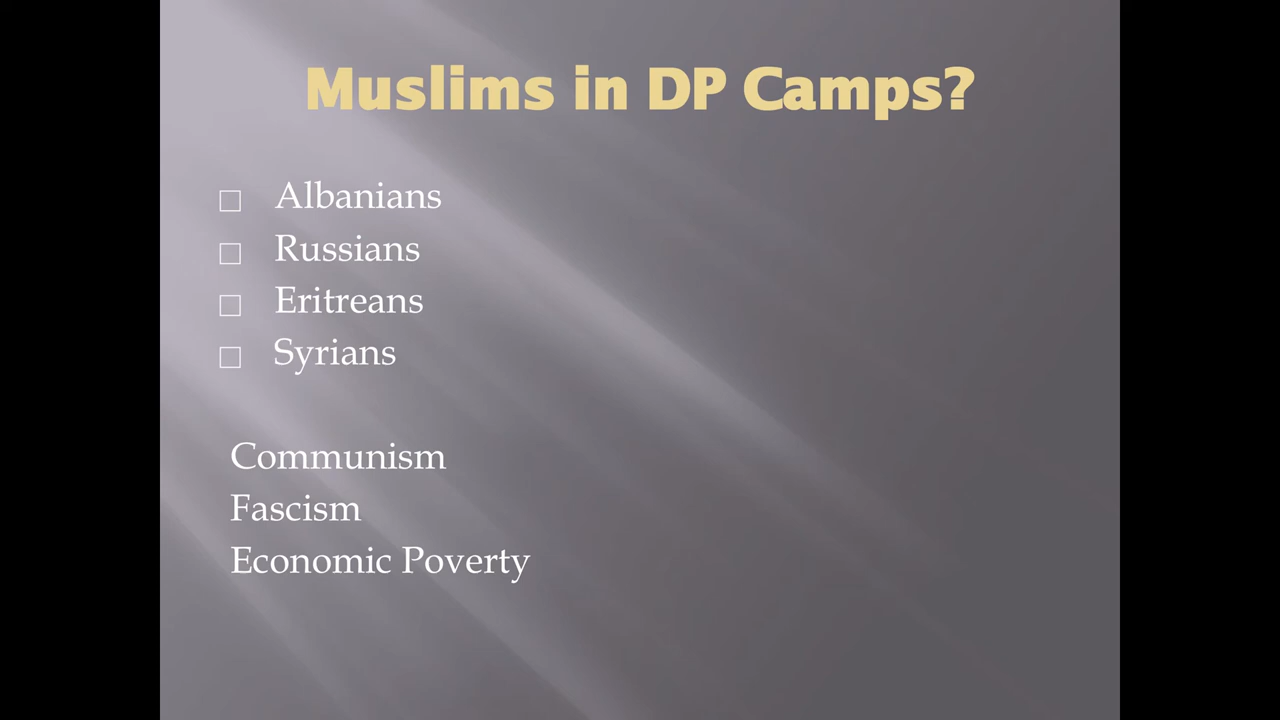 Muslims in DP Camps?
Albanians
Russians
Eritreans
Syrians
Communism
Fascism
Economic Poverty